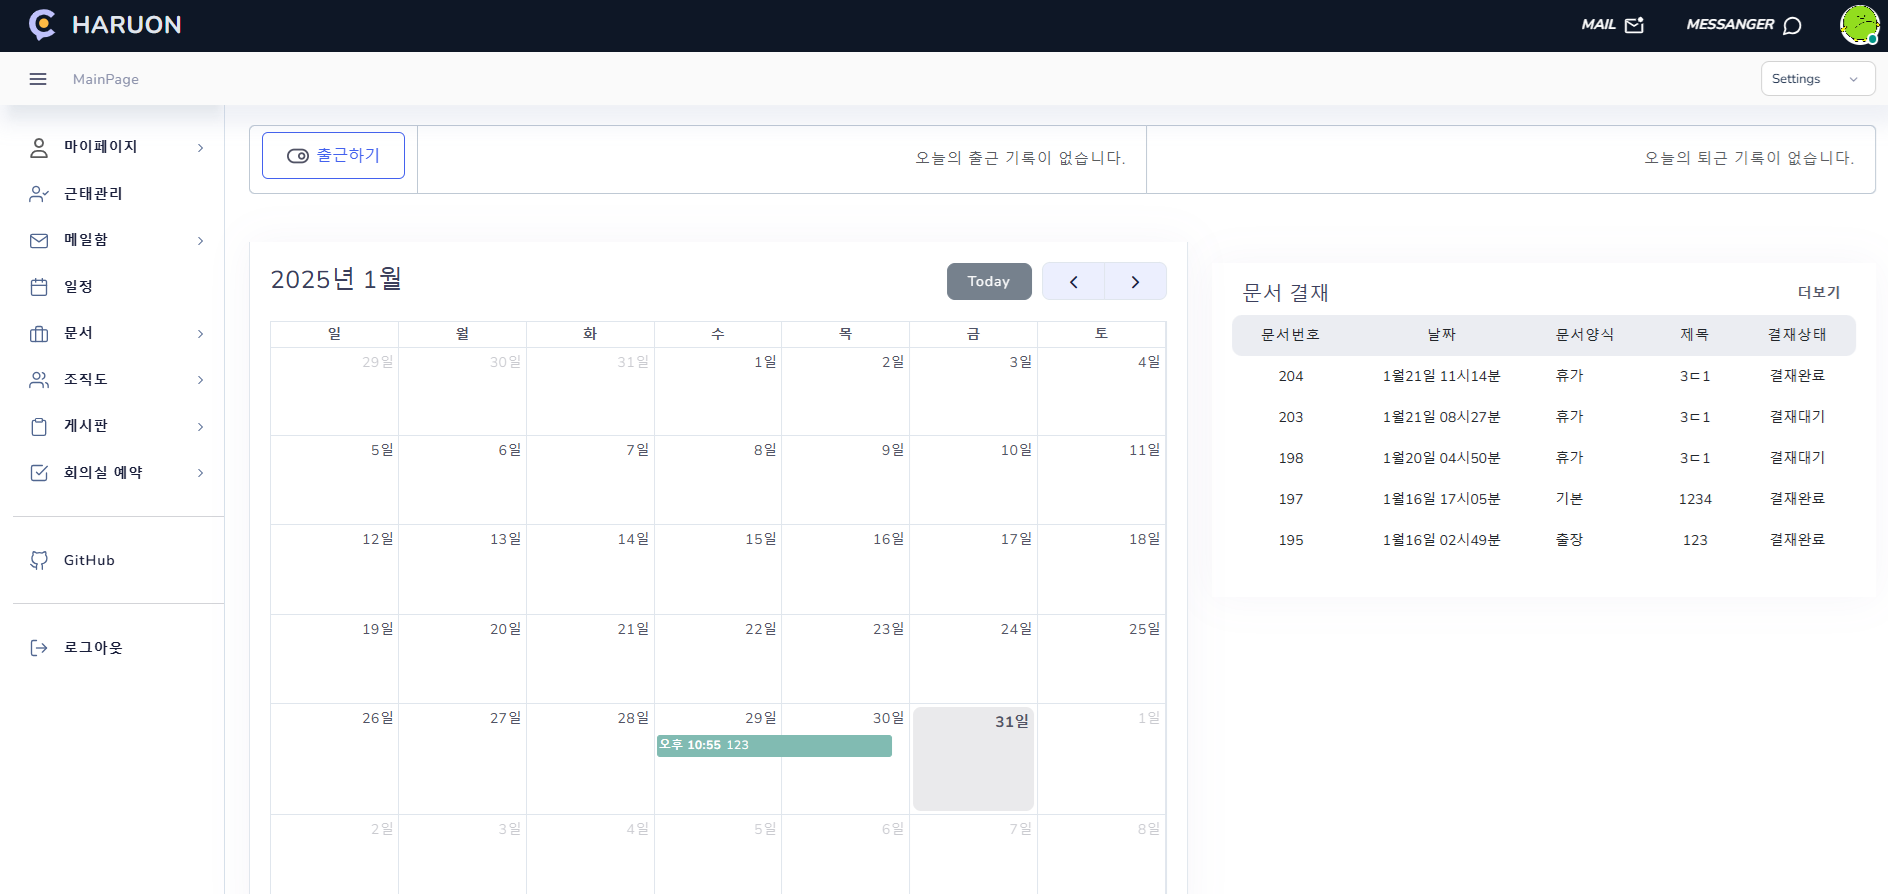 HARUON
MAIL
MESSANGER
MainPage
Settings
마이페이지
근태관리
메일함
일정
문서
조직도
게시판
회의실 예약
GitHub
로그아웃
출근하기
오늘의 출근 기록이 없습니다.
오늘의 퇴근 기록이 없습니다.
2025년 1월
Today
일 월 화 수 목 금 토
29일 30일 31일 1일 2일 3일 4일
5일 6일 7일 8일 9일 10일 11일
12일 13일 14일 15일 16일 17일 18일
19일 20일 21일 22일 23일 24일 25일
26일 27일 28일 29일 30일 31일 1일
오후 10:55 123
2일 3일 4일 5일 6일 7일 8일
문서 결재 더보기
문서번호 날짜 문서양식 제목 결재상태
204 1월21일 11시14분 휴가 3ㄷ1 결재완료
203 1월21일 08시27분 휴가 3ㄷ1 결재대기
198 1월20일 04시50분 휴가 3ㄷ1 결재대기
197 1월16일 17시05분 기본 1234 결재완료
195 1월16일 02시49분 출장 123 결재완료